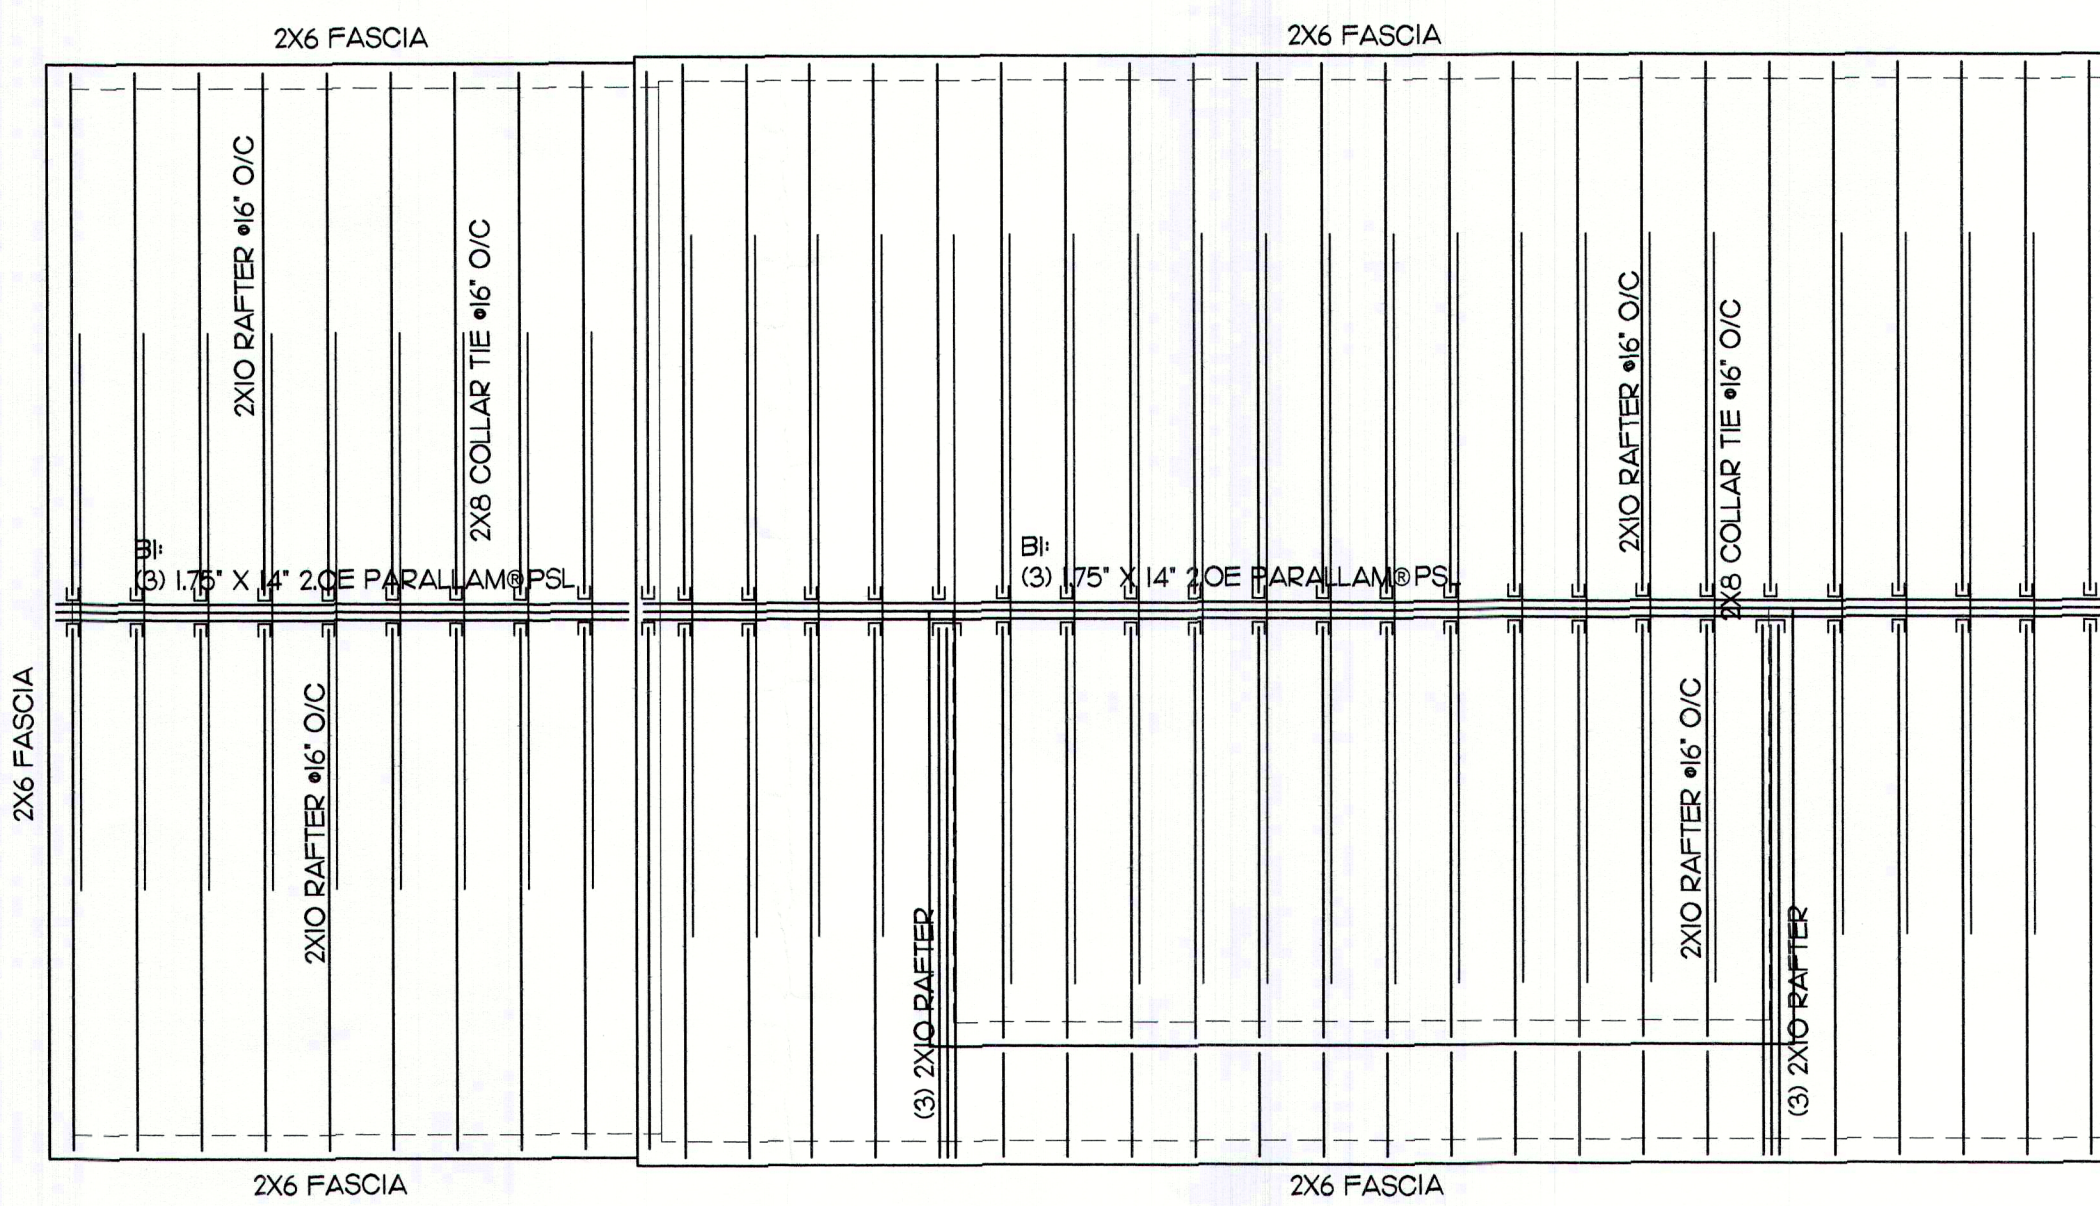 2X6 FASCIA
2X6 FASCIA
2X10 RAFTER @16" O/C
2X8 COLLAR TIE @16" O/C
2X10 RAFTER @16" O/C
2X8 COLLAR TIE @16" O/C
B1:
(3) 1.75" X 14" 2.0E PARALLAM® PSL
B1:
(3) 1.75" X 14" 2.0E PARALLAM® PSL
2X6 FASCIA
2X10 RAFTER @16" O/C
2X10 RAFTER @16" O/C
(3) 2X10 RAFTER
(3) 2X10 RAFTER
2X6 FASCIA
2X6 FASCIA